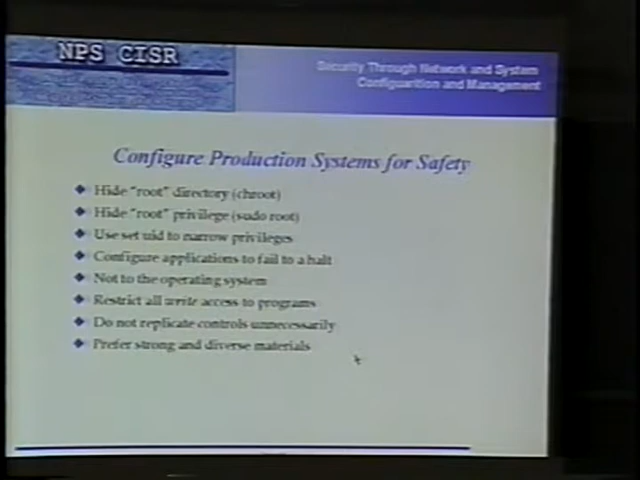 NPS CISR
Security Through Network and System
Configuration and Management
Configure Production Systems for Safety
Hide "root" directory (chroot)
Hide "root" privilege (sudo root)
Use set uid to narrow privileges
Configure applications to fail to a halt
Not to the operating system
Restrict all write access to programs
Do not replicate controls unnecessarily
Prefer strong and diverse materials